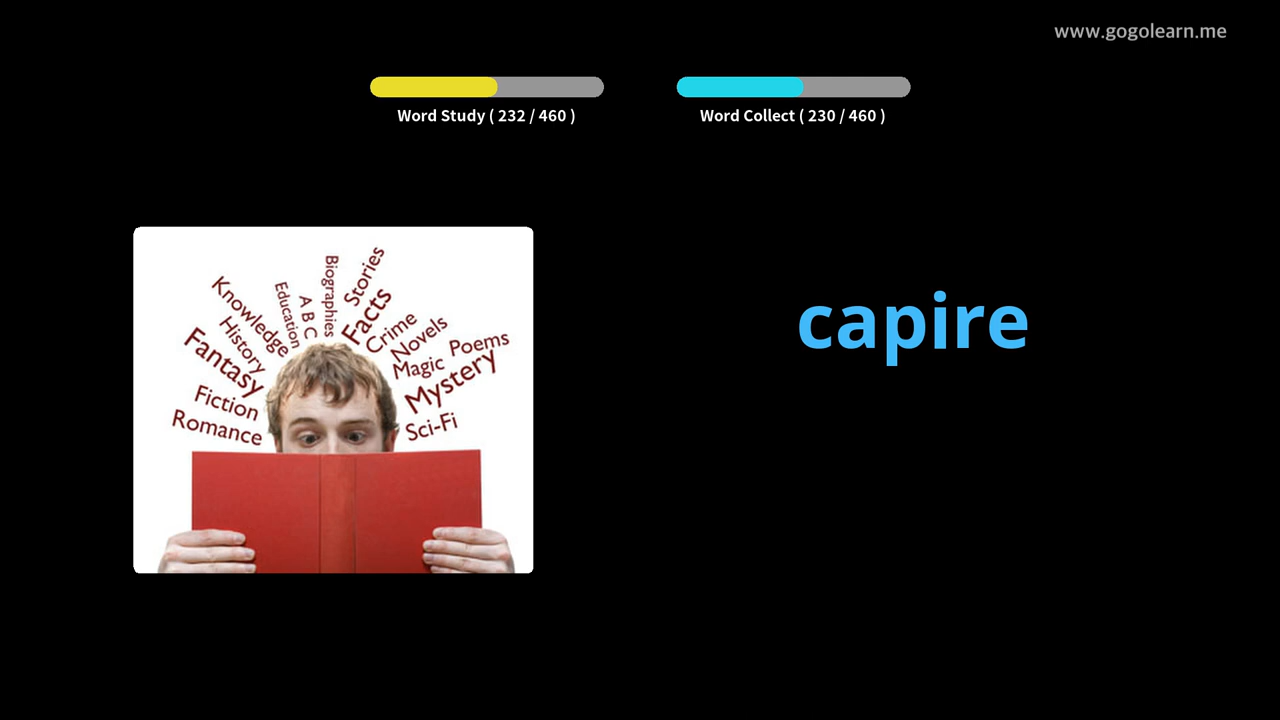 www.gogolearn.me
Word Study ( 232 / 460 )
Word Collect ( 230 / 460 )
capire
Knowledge
Education
A B C
Biographies
Stories
Facts
Crime
Novels
Poems
Magic
Mystery
Sci-Fi
History
Fantasy
Fiction
Romance